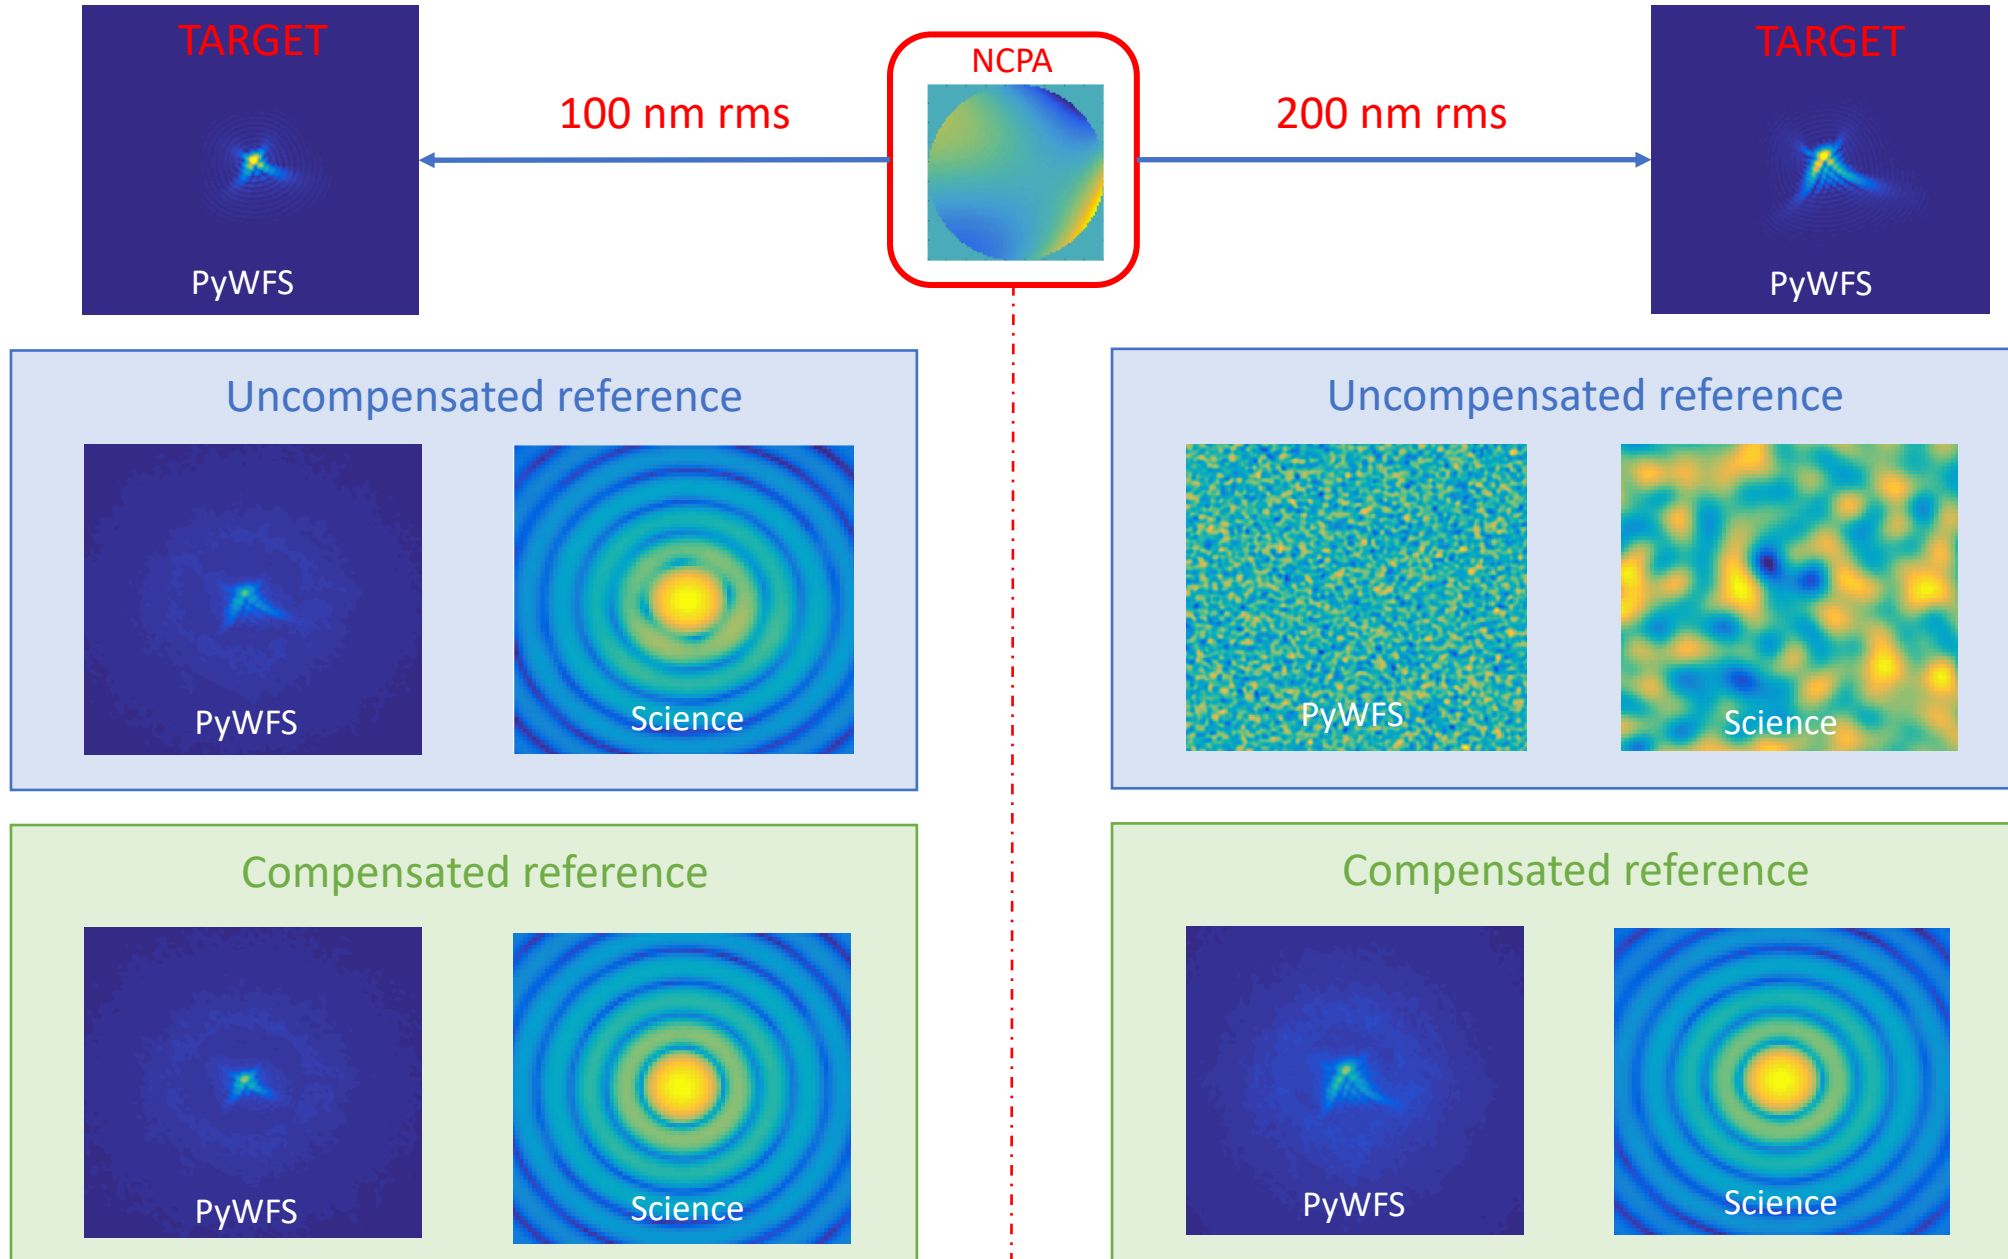 TARGET
NCPA
TARGET
100 nm rms
200 nm rms
PyWFS
PyWFS
Uncompensated reference
Uncompensated reference
PyWFS
Science
PyWFS
Science
Compensated reference
Compensated reference
PyWFS
Science
PyWFS
Science